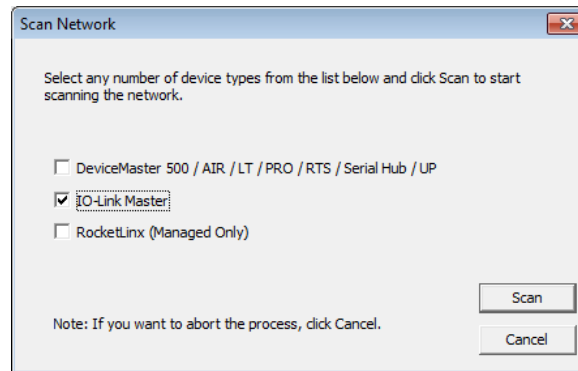 Scan Network
Select any number of device types from the list below and click Scan to start
scanning the network.
DeviceMaster 500 / AIR / LT / PRO / RTS / Serial Hub / UP
IO-Link Master
RocketLinx (Managed Only)
Scan
Note: If you want to abort the process, click Cancel.
Cancel